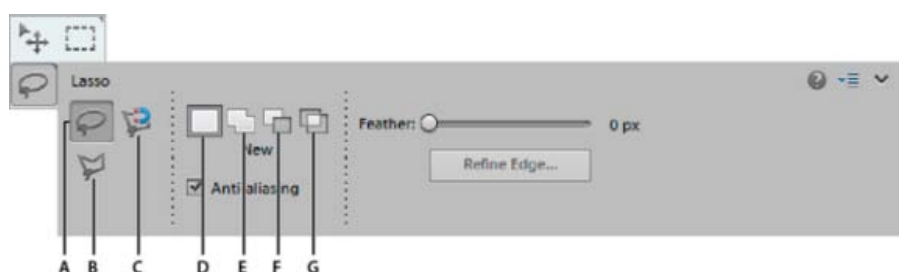 Lasso
Feather: 0 px
New
Refine Edge...
Anti-aliasing
A B C D E F G